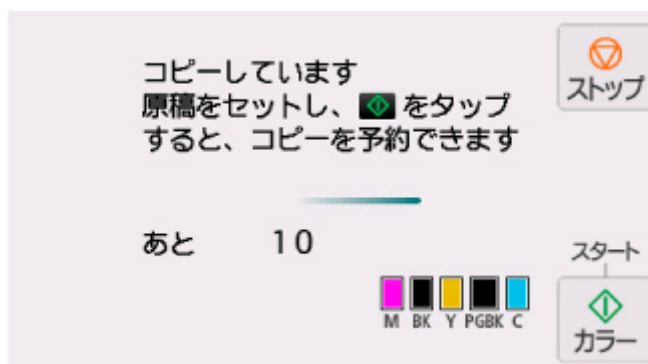 コピーしています
原稿をセットし、をタップ
すると、コピーを予約できます
ストップ
あと 10
M BK Y PGBK C
スタート
カラー